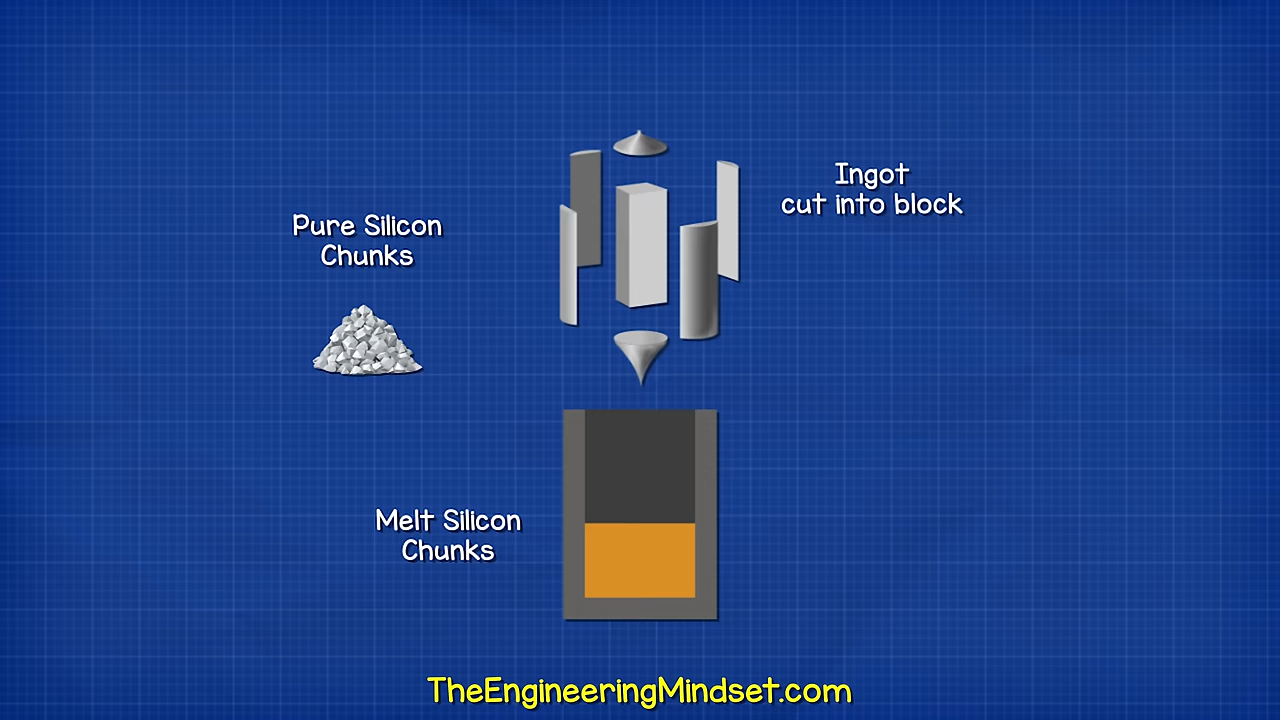 Ingot
cut into block
Pure Silicon
Chunks
Melt Silicon
Chunks
TheEngineeringMindset.com